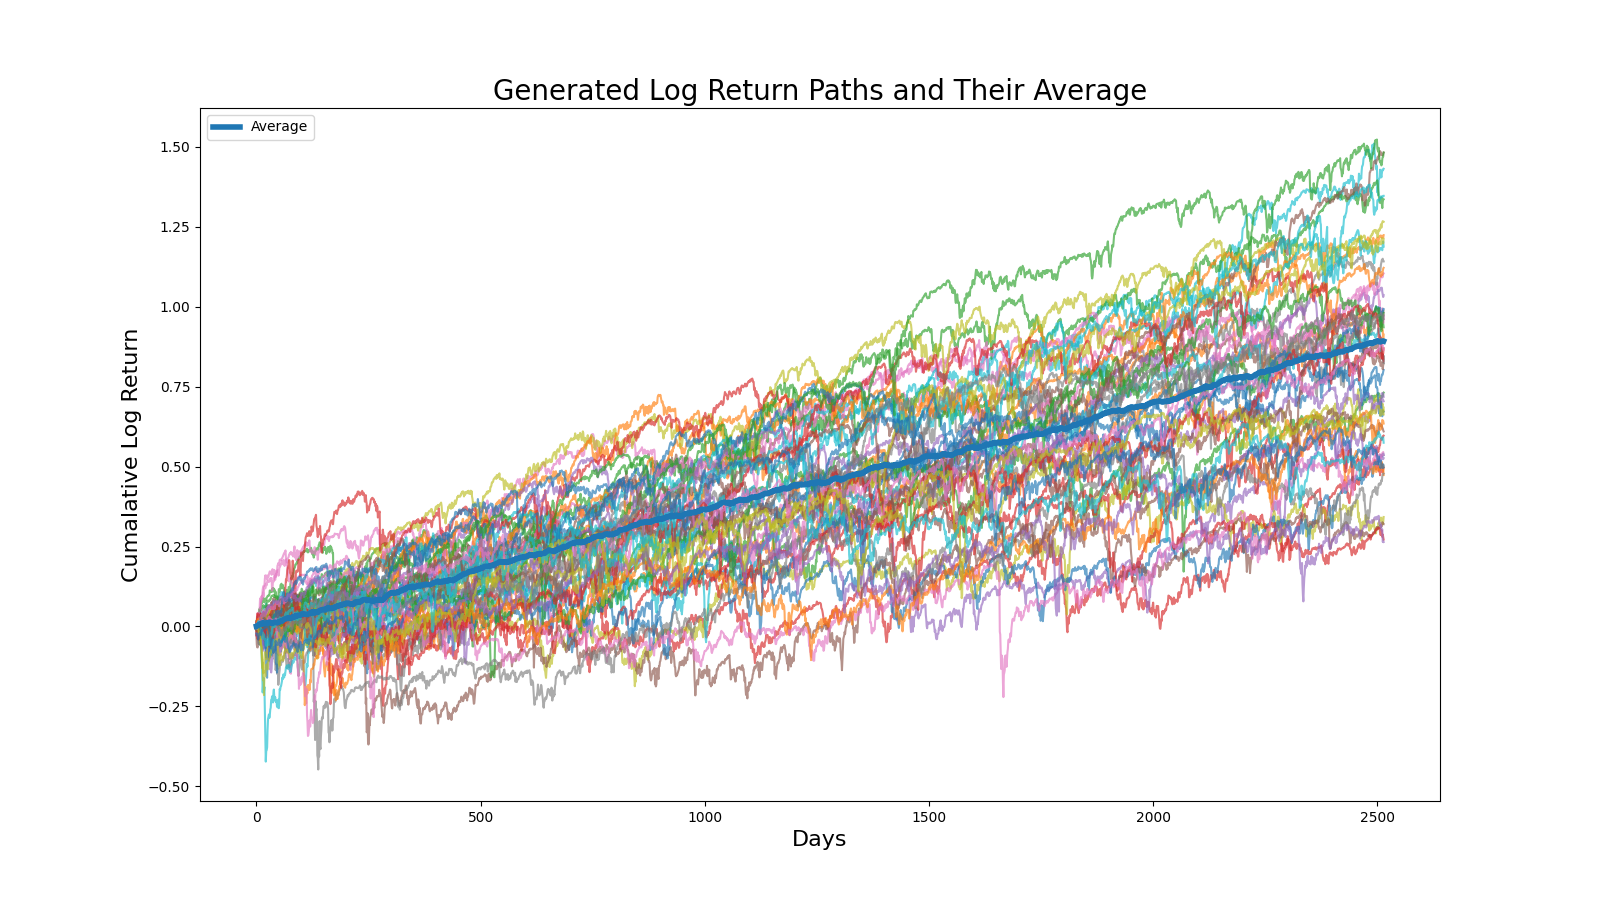 Generated Log Return Paths and Their Average
Average
1.50
1.25
1.00
0.75
0.50
0.25
0.00
−0.25
−0.50
Cumalative Log Return
0 500 1000 1500 2000 2500
Days